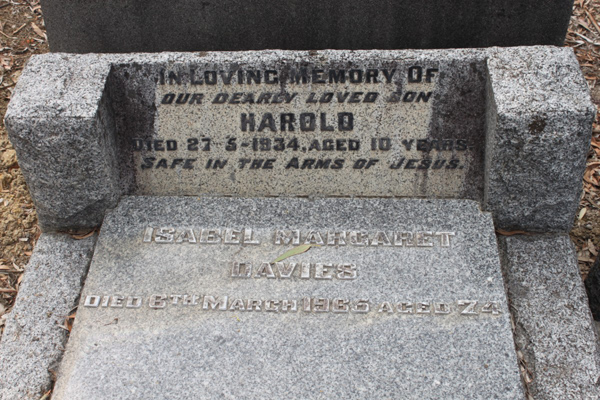 IN LOVING MEMORY OF
OUR DEARLY LOVED SON
HAROLD
DIED 27-5-1934, AGED 10 YEARS
SAFE IN THE ARMS OF JESUS.
ISABEL MARGARET
DAVIES
DIED 6TH MARCH 1965 AGED 74